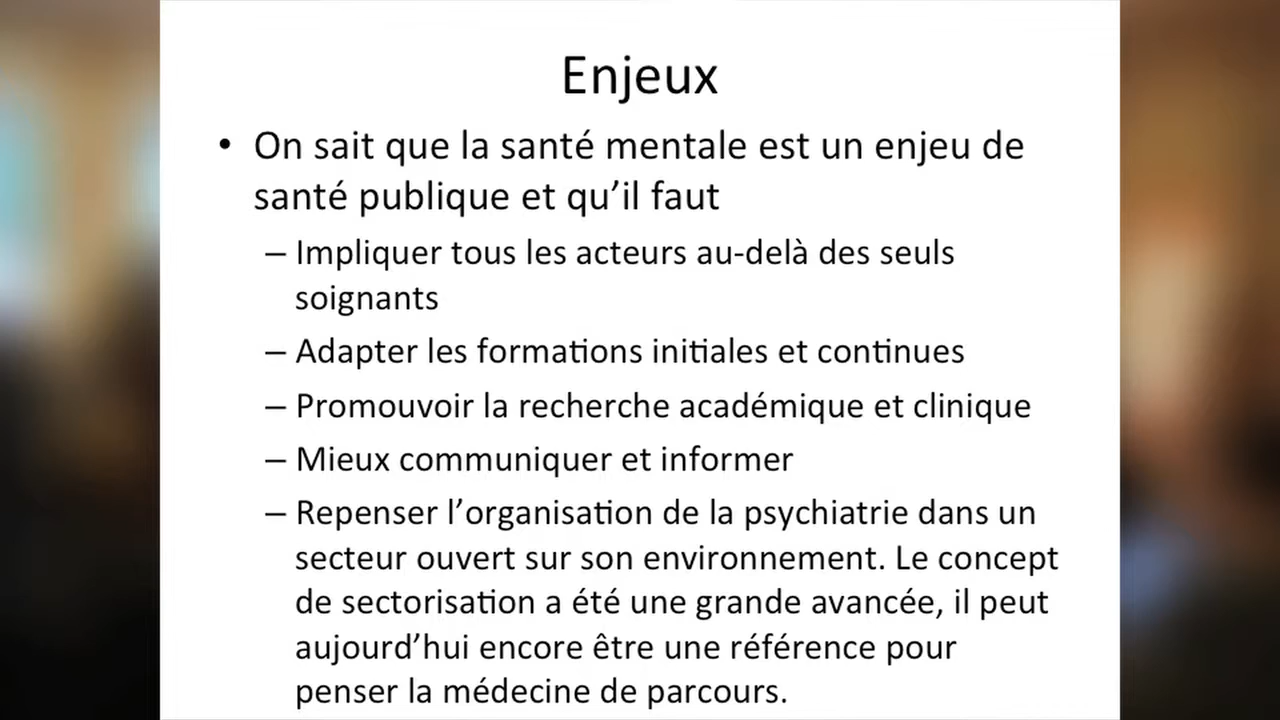 Enjeux
• On sait que la santé mentale est un enjeu de
santé publique et qu’il faut
– Impliquer tous les acteurs au-delà des seuls
soignants
– Adapter les formations initiales et continues
– Promouvoir la recherche académique et clinique
– Mieux communiquer et informer
– Repenser l’organisation de la psychiatrie dans un
secteur ouvert sur son environnement. Le concept
de sectorisation a été une grande avancée, il peut
aujourd’hui encore être une référence pour
penser la médecine de parcours.